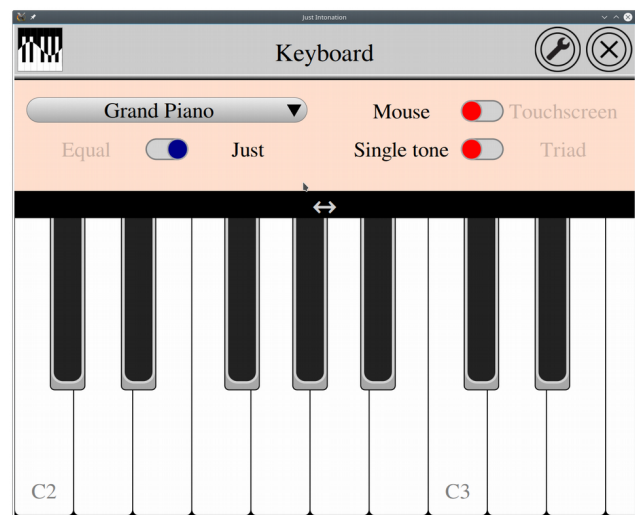 Just Intonation
Keyboard
Grand Piano
Mouse Touchscreen
Equal Just
Single tone Triad
C2 C3